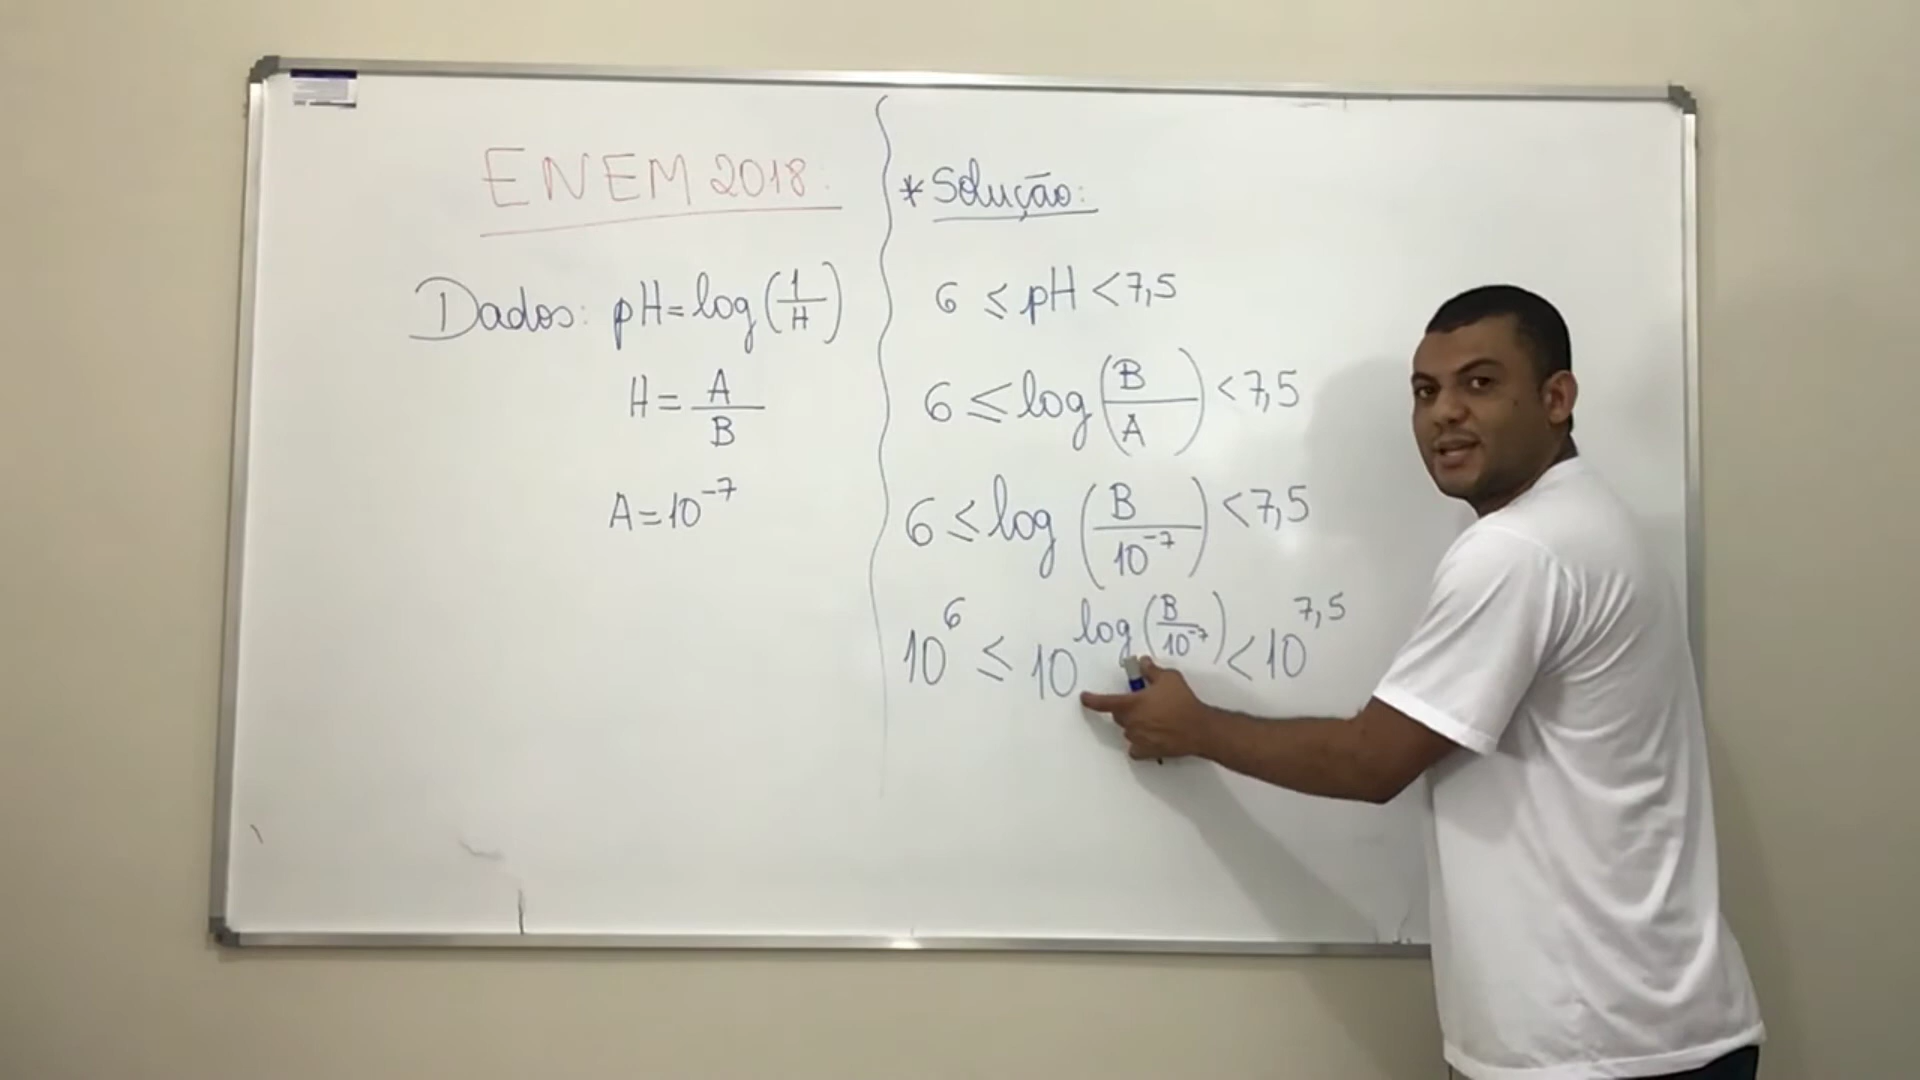 ENEM 2018:
Dados: pH = log(1/H)
H = A/B
A = 10⁻⁷
* Solução:
6 ≤ pH < 7,5
6 ≤ log(B/A) < 7,5
6 ≤ log(B/10⁻⁷) < 7,5
10⁶ ≤ 10^log(B/10⁻⁷) < 10^7,5